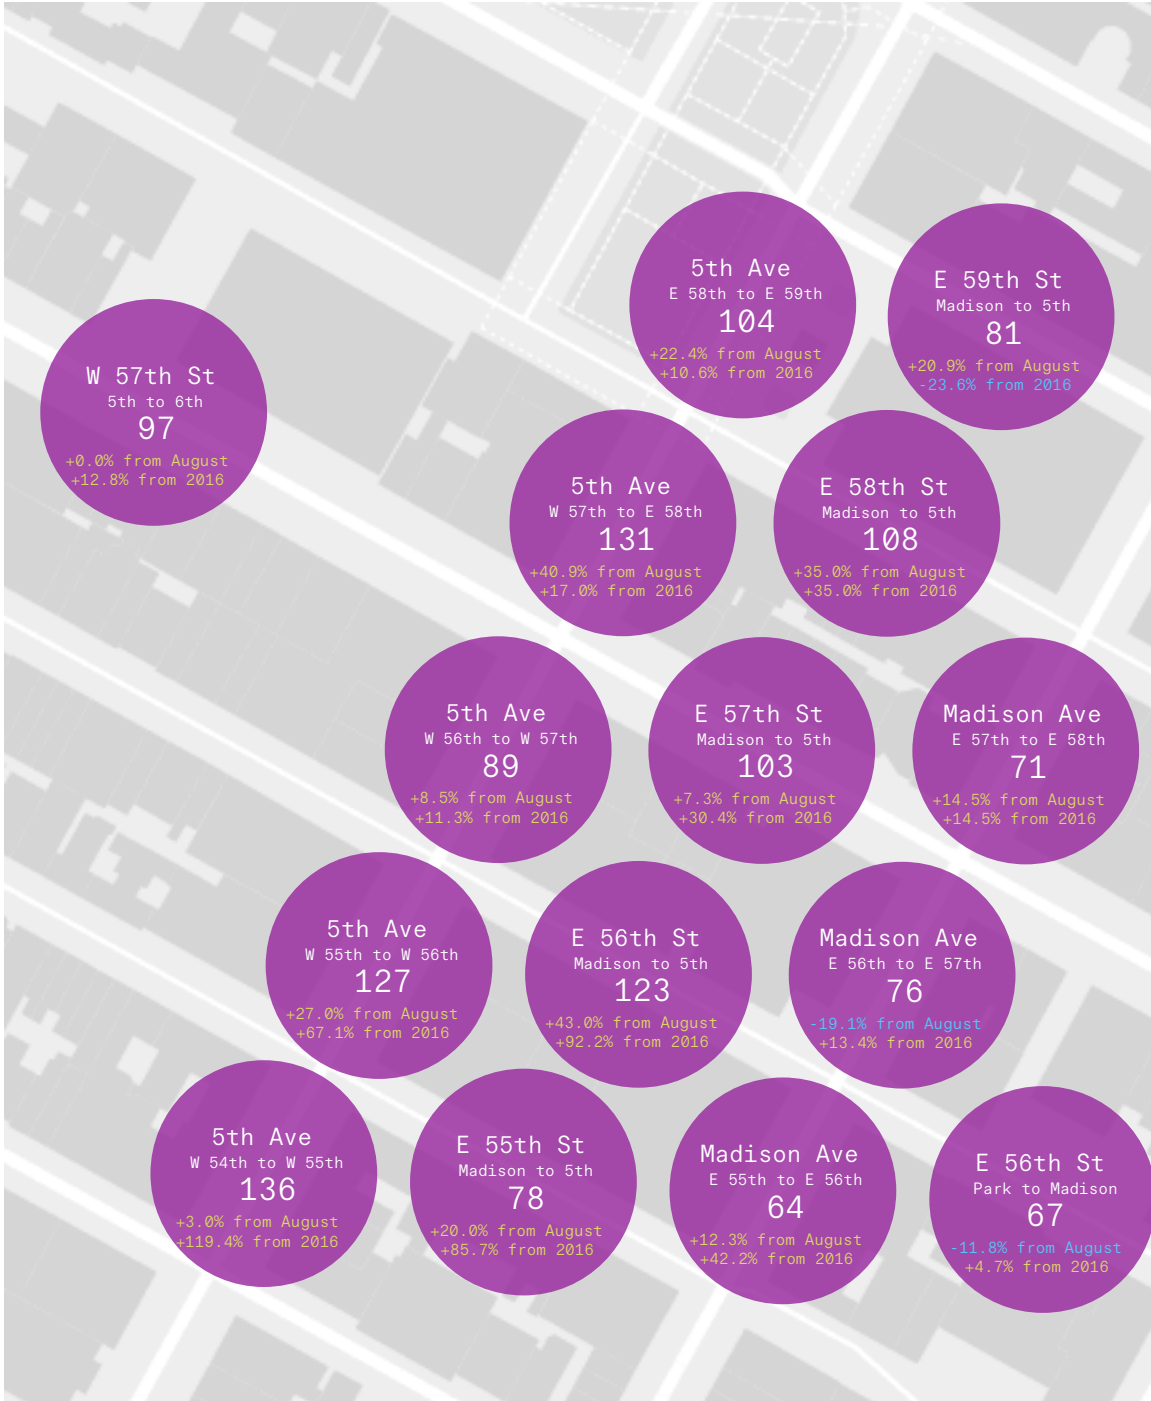 5th Ave
E 58th to E 59th
104
+22.4% from August
+10.6% from 2016
E 59th St
Madison to 5th
81
+20.9% from August
-23.6% from 2016
W 57th St
5th to 6th
97
+0.0% from August
+12.8% from 2016
5th Ave
W 57th to E 58th
131
+40.9% from August
+17.0% from 2016
E 58th St
Madison to 5th
108
+35.0% from August
+35.0% from 2016
5th Ave
W 56th to W 57th
89
+8.5% from August
+11.3% from 2016
E 57th St
Madison to 5th
103
+7.3% from August
+30.4% from 2016
Madison Ave
E 57th to E 58th
71
+14.5% from August
+14.5% from 2016
5th Ave
W 55th to W 56th
127
+27.0% from August
+67.1% from 2016
E 56th St
Madison to 5th
123
+43.0% from August
+92.2% from 2016
Madison Ave
E 56th to E 57th
76
-19.1% from August
+13.4% from 2016
5th Ave
W 54th to W 55th
136
+3.0% from August
+119.4% from 2016
E 55th St
Madison to 5th
78
+20.0% from August
+85.7% from 2016
Madison Ave
E 55th to E 56th
64
+12.3% from August
+42.2% from 2016
E 56th St
Park to Madison
67
-11.8% from August
+4.7% from 2016